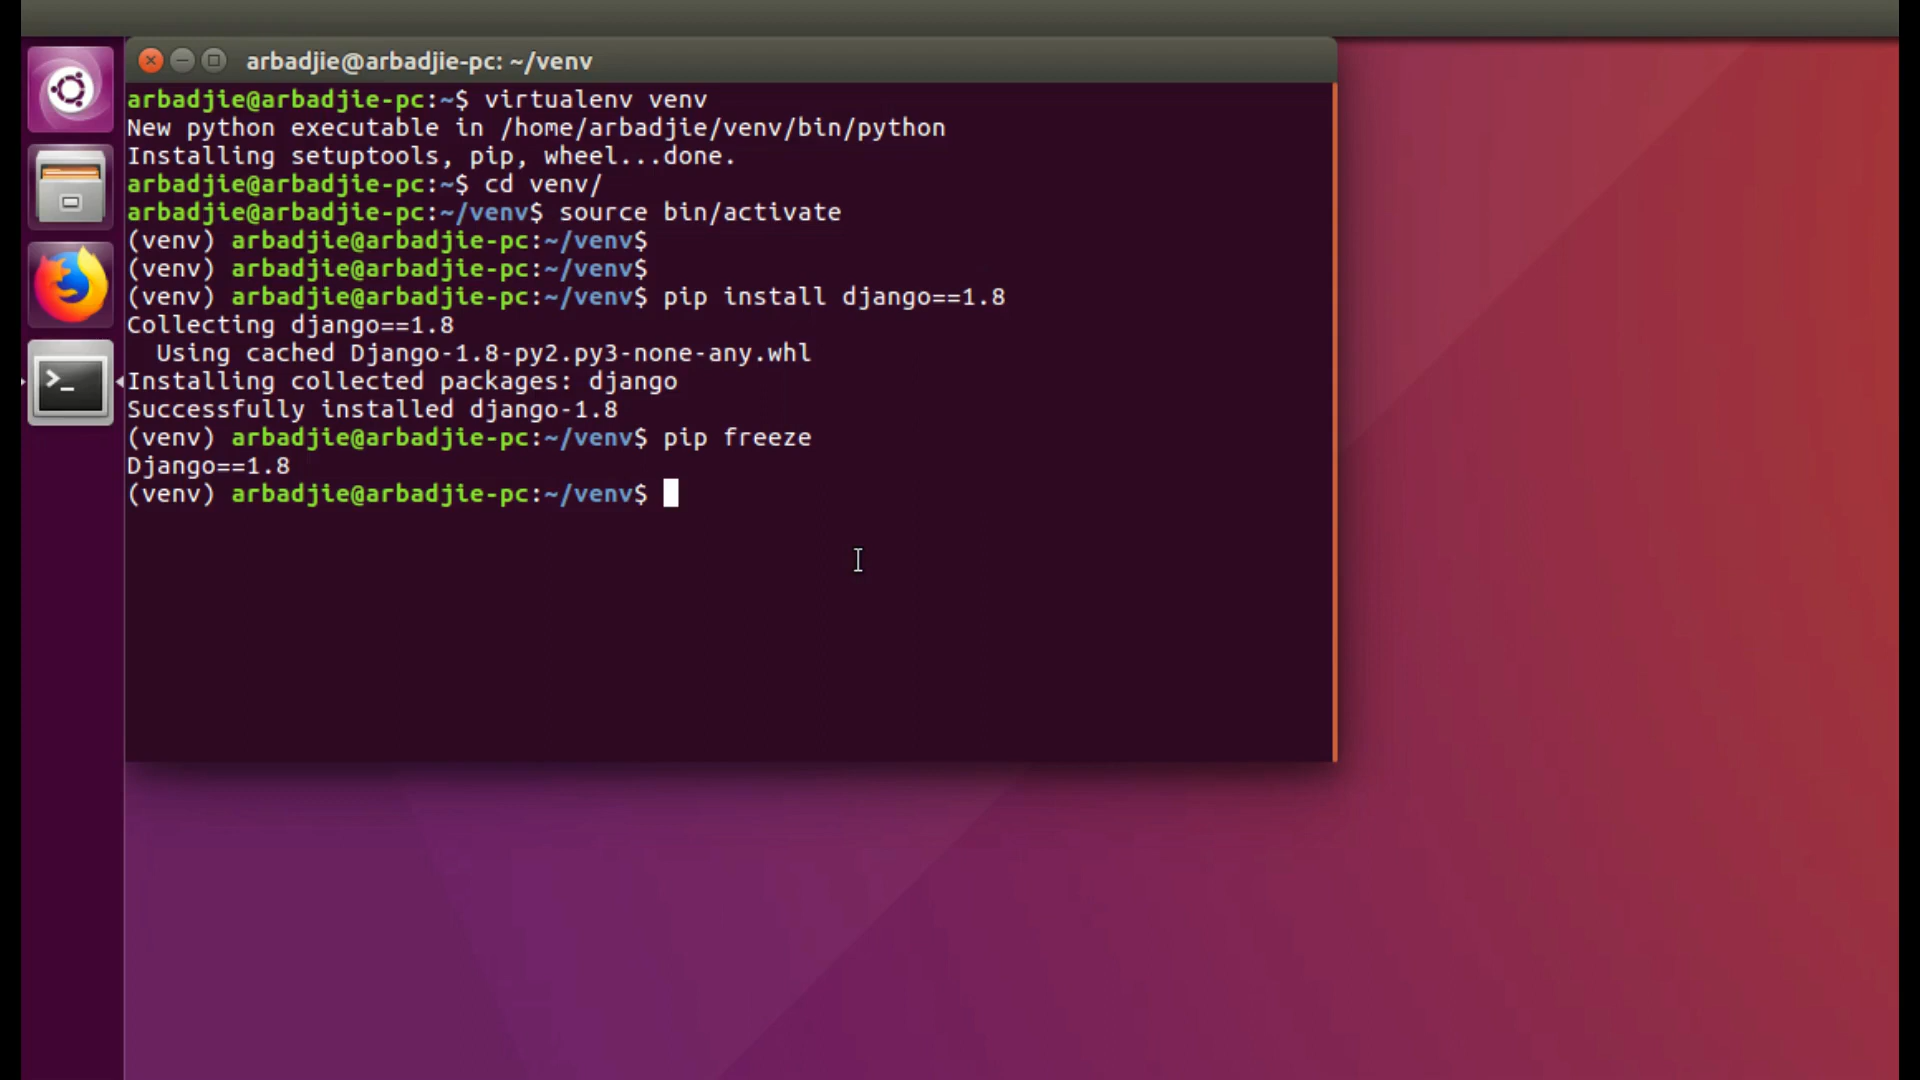 arbadjie@arbadjie-pc: ~/venv
arbadjie@arbadjie-pc:~$ virtualenv venv
New python executable in /home/arbadjie/venv/bin/python
Installing setuptools, pip, wheel...done.
arbadjie@arbadjie-pc:~$ cd venv/
arbadjie@arbadjie-pc:~/venv$ source bin/activate
(venv) arbadjie@arbadjie-pc:~/venv$
(venv) arbadjie@arbadjie-pc:~/venv$
(venv) arbadjie@arbadjie-pc:~/venv$ pip install django==1.8
Collecting django==1.8
  Using cached Django-1.8-py2.py3-none-any.whl
Installing collected packages: django
Successfully installed django-1.8
(venv) arbadjie@arbadjie-pc:~/venv$ pip freeze
Django==1.8
(venv) arbadjie@arbadjie-pc:~/venv$